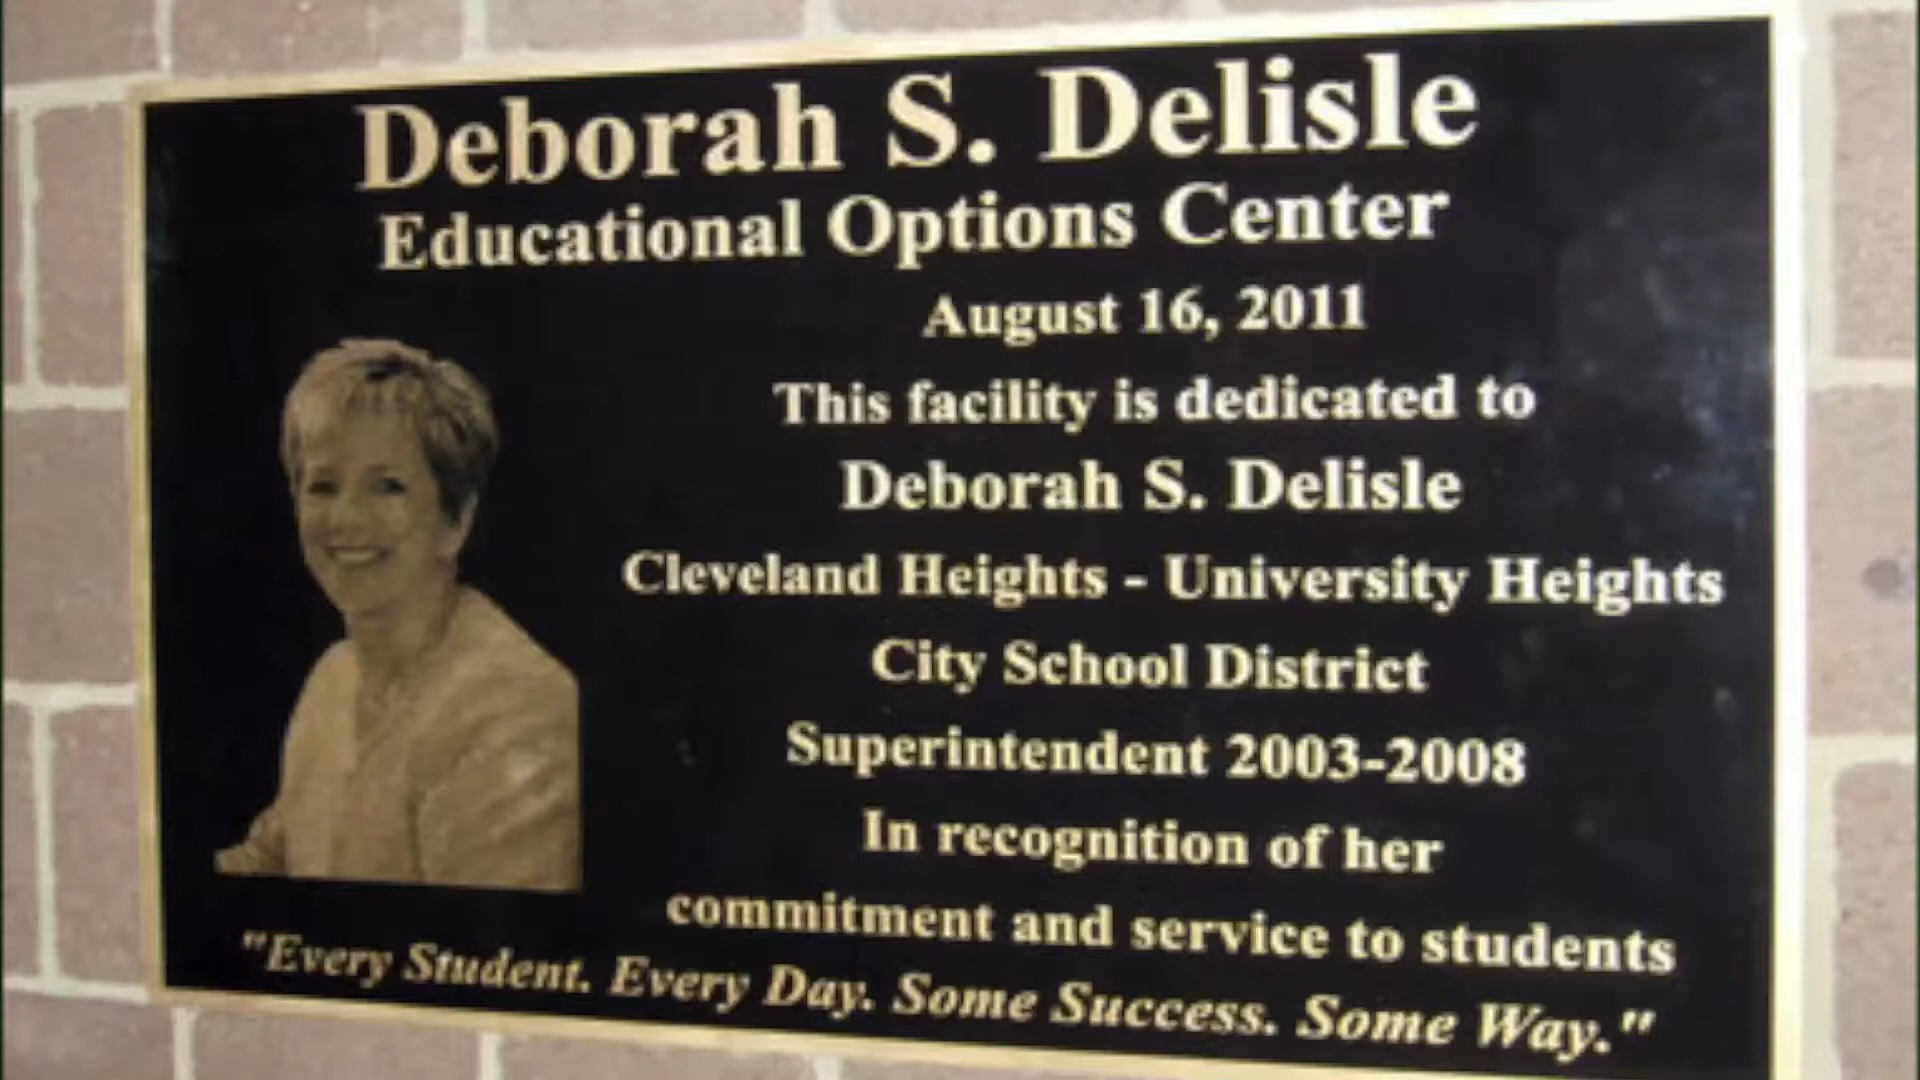 Deborah S. Delisle
Educational Options Center
August 16, 2011
This facility is dedicated to
Deborah S. Delisle
Cleveland Heights - University Heights
City School District
Superintendent 2003-2008
In recognition of her
commitment and service to students
"Every Student. Every Day. Some Success. Some Way."